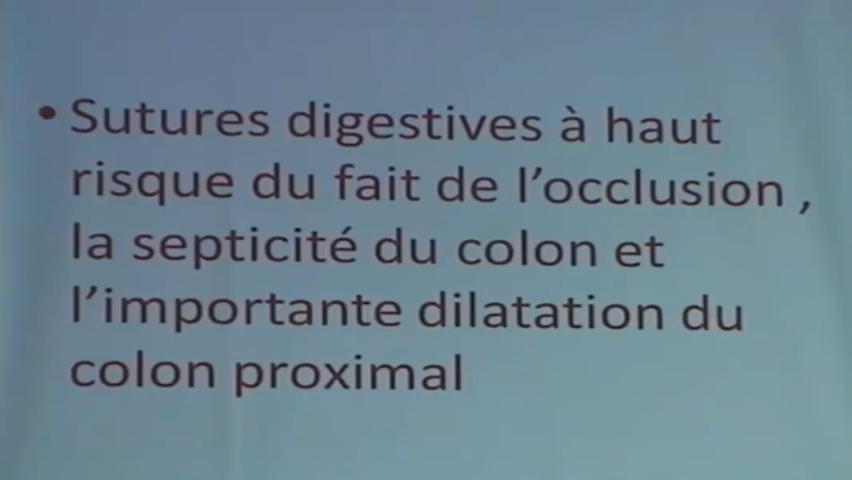 • Sutures digestives à haut
risque du fait de l'occlusion ,
la septicité du colon et
l'importante dilatation du
colon proximal